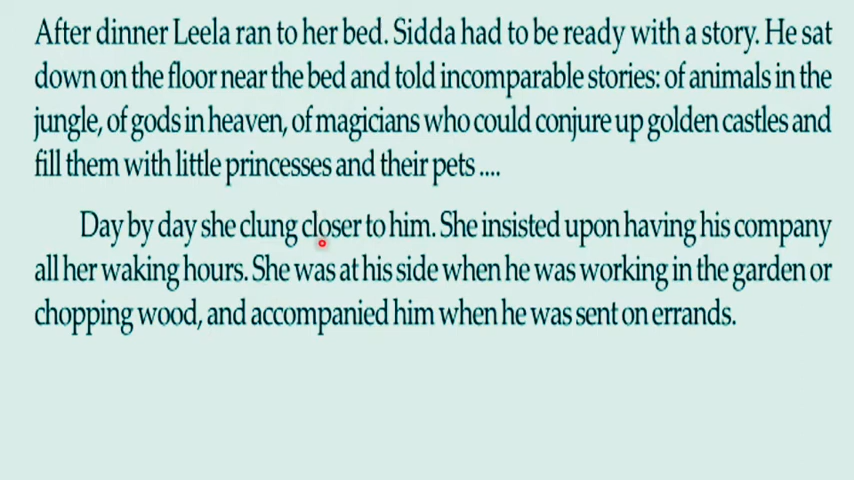 After dinner Leela ran to her bed. Sidda had to be ready with a story. He sat
down on the floor near the bed and told incomparable stories: of animals in the
jungle, of gods in heaven, of magicians who could conjure up golden castles and
fill them with little princesses and their pets ....
Day by day she clung closer to him. She insisted upon having his company
all her waking hours. She was at his side when he was working in the garden or
chopping wood, and accompanied him when he was sent on errands.